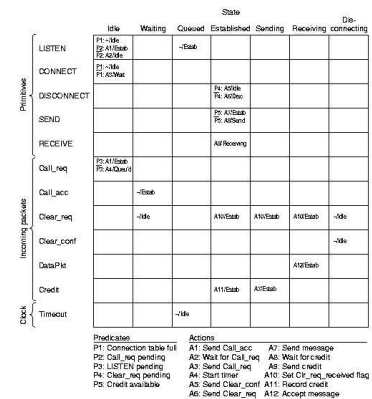 State
Dis-
Idle Waiting Queued Established Sending Receiving connecting
Primitives
LISTEN
P1: ~/Idle
P2: A1/Estab
P2: A2/Idle
~/Estab
CONNECT
P1: ~/Idle
P1: A3/Wait
DISCONNECT
P4: A5/Idle
P4: A6/Disc
SEND
P5: A7/Estab
P5: A8/Send
RECEIVE
A9/Receiving
Incoming packets
Call_req
P3: A1/Estab
P3: A4/Queu'd
Call_acc
~/Estab
Clear_req
~/Idle
A10/Estab A10/Estab A10/Estab ~/Idle
Clear_conf
~/Idle
DataPkt
A12/Estab
Credit
A11/Estab A7/Estab
Clock
Timeout
~/Idle
Predicates
P1: Connection table full
P2: Call_req pending
P3: LISTEN pending
P4: Clear_req pending
P5: Credit available
Actions
A1: Send Call_acc
A2: Wait for Call_req
A3: Send Call_req
A4: Start timer
A5: Send Clear_conf
A6: Send Clear_req
A7: Send message
A8: Wait for credit
A9: Send credit
A10: Set Clr_req_received flag
A11: Record credit
A12: Accept message